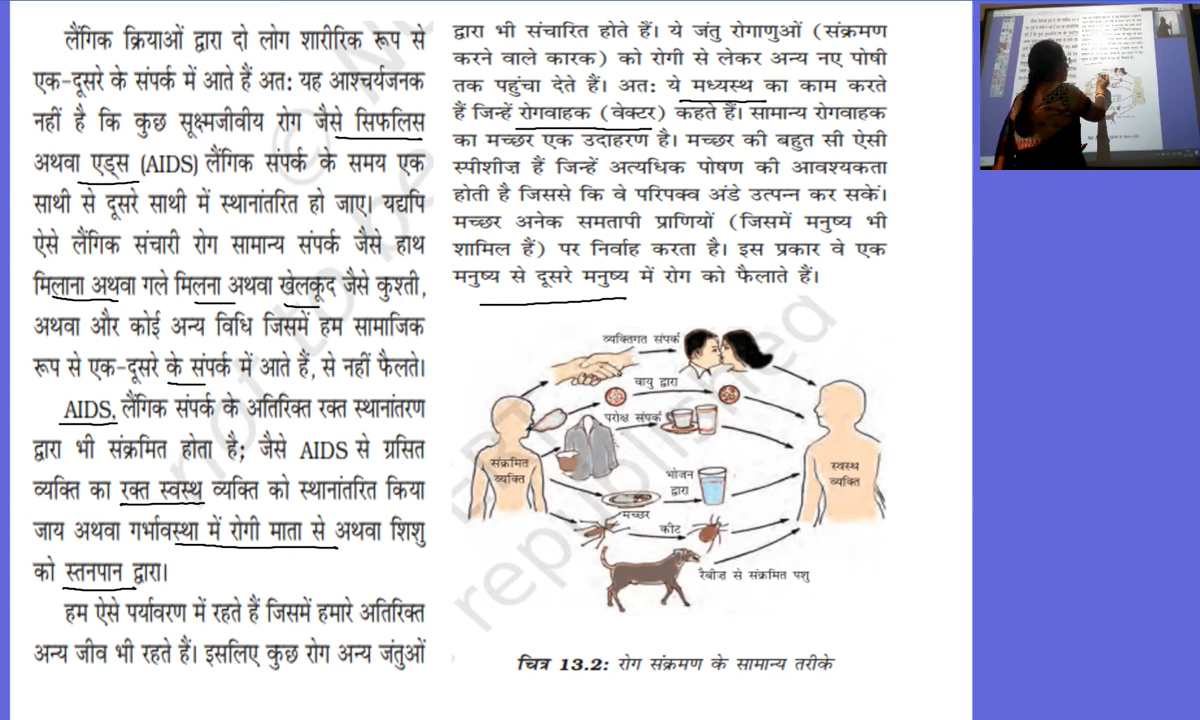 लैंगिक क्रियाओं द्वारा दो लोग शारीरिक रूप से
एक-दूसरे के संपर्क में आते हैं अत: यह आश्चर्यजनक
नहीं है कि कुछ सूक्ष्मजीवीय रोग जैसे सिफलिस
अथवा एड्स (AIDS) लैंगिक संपर्क के समय एक
साथी से दूसरे साथी में स्थानांतरित हो जाए। यद्यपि
ऐसे लैंगिक संचारी रोग सामान्य संपर्क जैसे हाथ
मिलाना अथवा गले मिलना अथवा खेलकूद जैसे कुश्ती,
अथवा और कोई अन्य विधि जिसमें हम सामाजिक
रूप से एक-दूसरे के संपर्क में आते हैं, से नहीं फैलते।
AIDS, लैंगिक संपर्क के अतिरिक्त रक्त स्थानांतरण
द्वारा भी संक्रमित होता है; जैसे AIDS से ग्रसित
व्यक्ति का रक्त स्वस्थ व्यक्ति को स्थानांतरित किया
जाय अथवा गर्भावस्था में रोगी माता से अथवा शिशु
को स्तनपान द्वारा।
हम ऐसे पर्यावरण में रहते हैं जिसमें हमारे अतिरिक्त
अन्य जीव भी रहते हैं। इसलिए कुछ रोग अन्य जंतुओं
द्वारा भी संचारित होते हैं। ये जंतु रोगाणुओं (संक्रमण
करने वाले कारक) को रोगी से लेकर अन्य नए पोषी
तक पहुंचा देते हैं। अत: ये मध्यस्थ का काम करते
हैं जिन्हें रोगवाहक (वेक्टर) कहते हैं। सामान्य रोगवाहक
का मच्छर एक उदाहरण है। मच्छर की बहुत सी ऐसी
स्पीशीज़ हैं जिन्हें अत्यधिक पोषण की आवश्यकता
होती है जिससे कि वे परिपक्व अंडे उत्पन्न कर सकें।
मच्छर अनेक समतापी प्राणियों (जिसमें मनुष्य भी
शामिल हैं) पर निर्वाह करता है। इस प्रकार वे एक
मनुष्य से दूसरे मनुष्य में रोग को फैलाते हैं।
व्यक्तिगत संपर्क
वायु द्वारा
परोक्ष संपर्क
संक्रमित
व्यक्ति
स्वस्थ
व्यक्ति
भोजन
द्वारा
मच्छर
कीट
रैबीज़ से संक्रमित पशु
चित्र 13.2: रोग संक्रमण के सामान्य तरीके
not to be republished